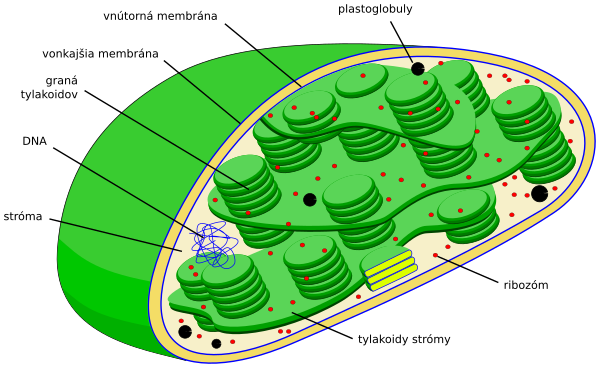 plastoglobuly
vnútorná membrána
vonkajšia membrána
graná
tylakoidov
DNA
stróma
ribozóm
tylakoidy strómy